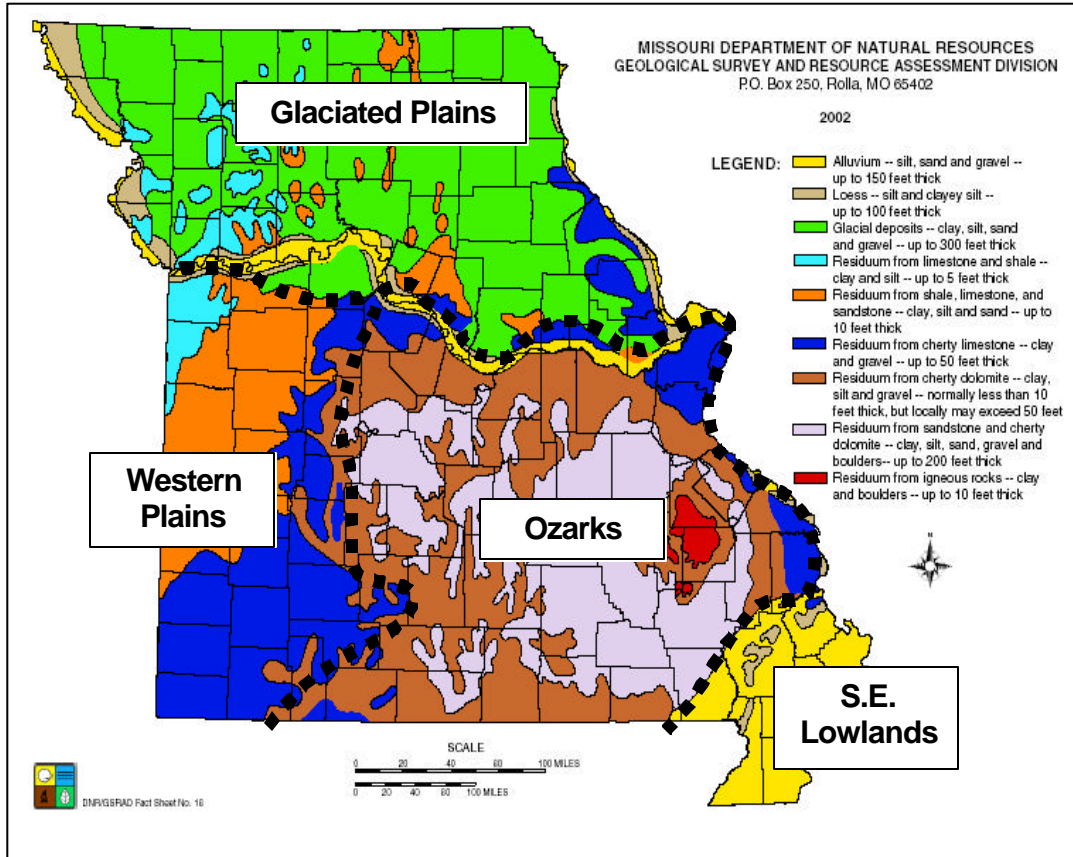 MISSOURI DEPARTMENT OF NATURAL RESOURCES
GEOLOGICAL SURVEY AND RESOURCE ASSESSMENT DIVISION
P.O. Box 250, Rolla, MO 65402
2002
Glaciated Plains
LEGEND:
Alluvium -- silt, sand and gravel --
up to 150 feet thick
Loess -- silt and clayey silt --
up to 100 feet thick
Glacial deposits -- clay, silt, sand
and gravel -- up to 300 feet thick
Residuum from limestone and shale --
clay and silt -- up to 5 feet thick
Residuum from shale, limestone, and
sandstone -- clay, silt and sand -- up to
10 feet thick
Residuum from cherty limestone -- clay
and gravel -- up to 50 feet thick
Residuum from cherty dolomite -- clay,
silt and gravel -- normally less than 10
feet thick, but locally may exceed 50 feet
Residuum from sandstone and cherty
dolomite -- clay, silt, sand, gravel and
boulders-- up to 200 feet thick
Residuum from igneous rocks -- clay
and boulders -- up to 10 feet thick
Western
Plains
Ozarks
N
S.E.
Lowlands
SCALE
0 20 40 60 80 100 MILES
0 20 40 60 80 100 MILES
DNR/GSRAD Fact Sheet No. 16